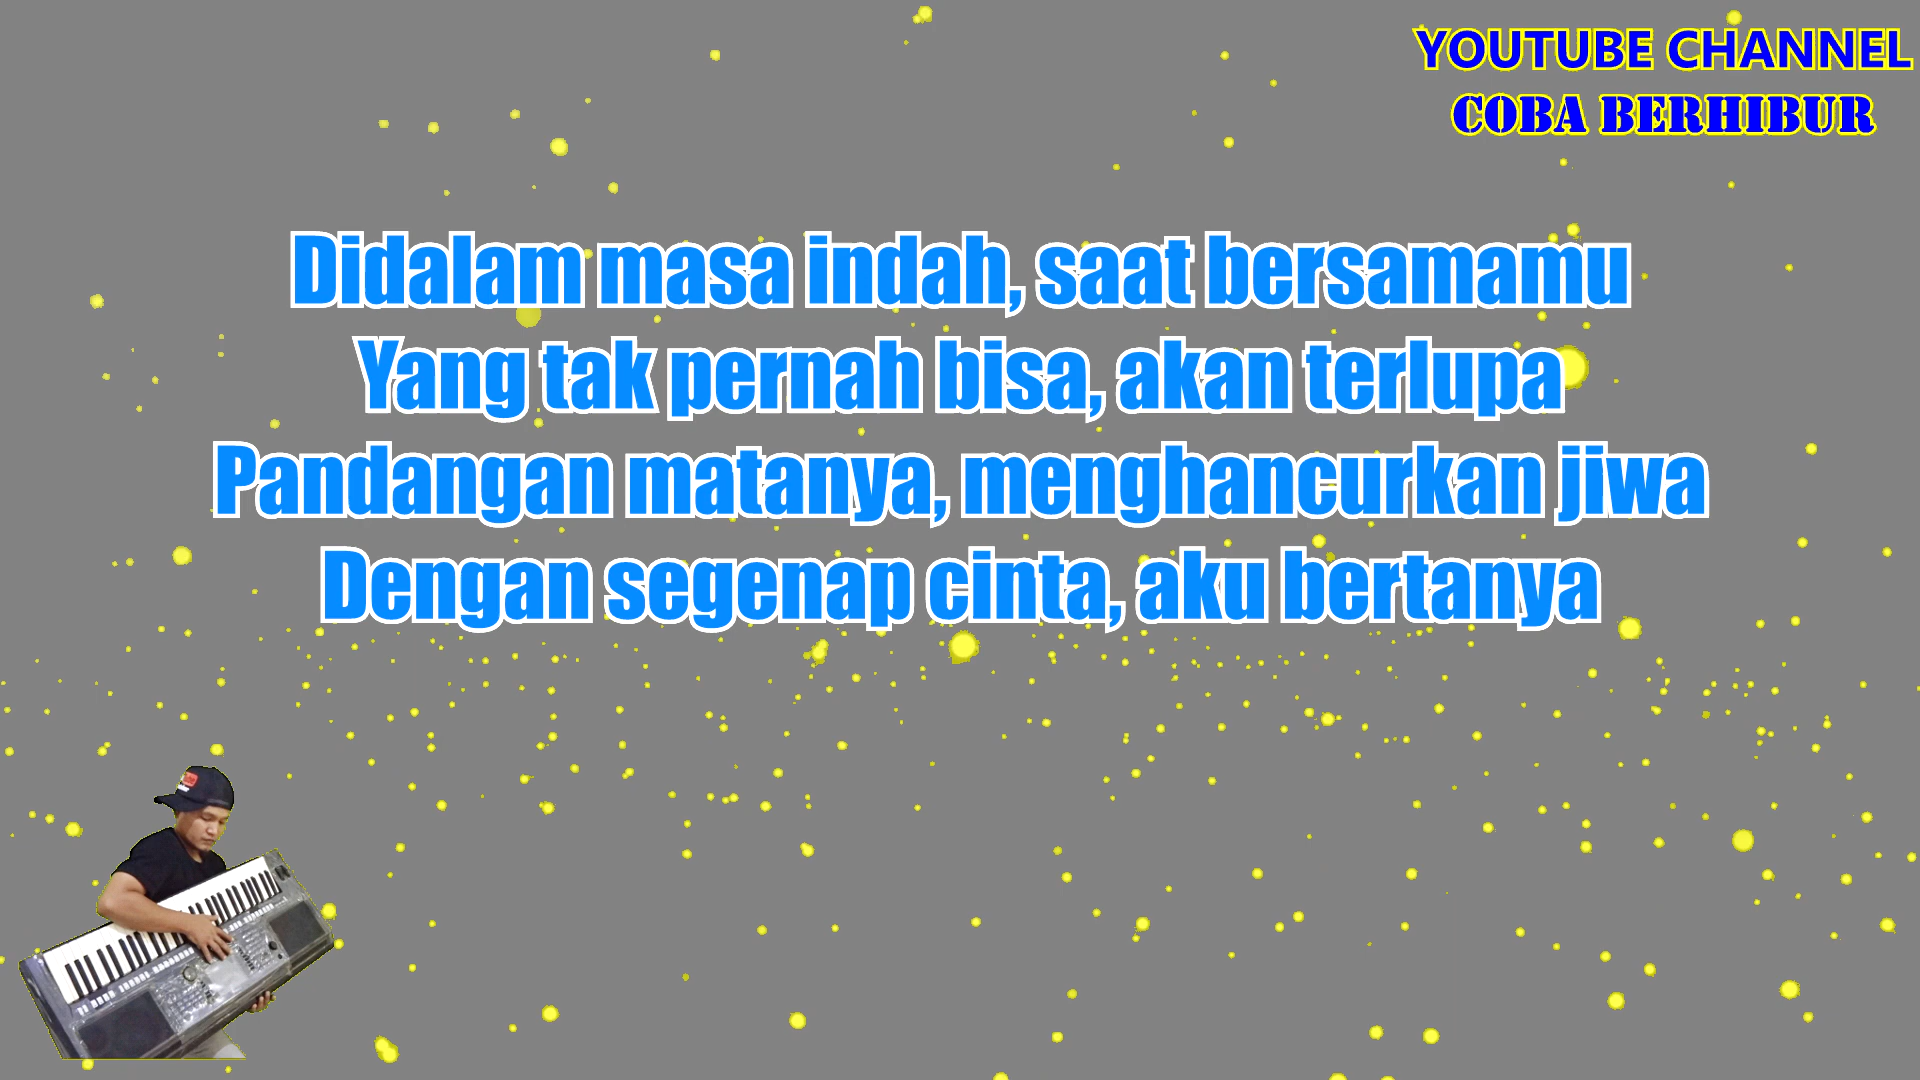 YOUTUBE CHANNEL
COBA BERHIBUR
Didalam masa indah, saat bersamamu
Yang tak pernah bisa, akan terlupa
Pandangan matanya, menghancurkan jiwa
Dengan segenap cinta, aku bertanya